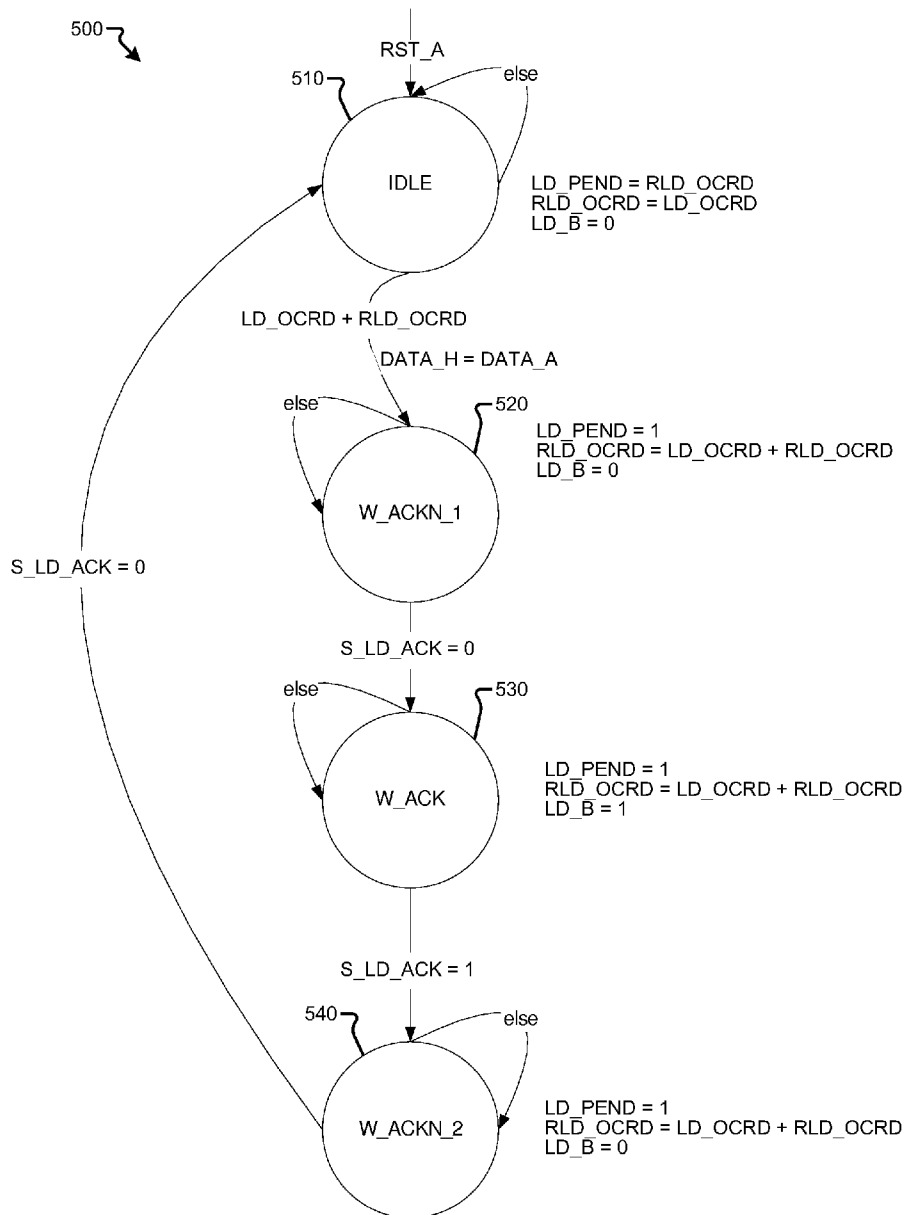 500
RST_A
else
510
IDLE
LD_PEND = RLD_OCRD
RLD_OCRD = LD_OCRD
LD_B = 0
LD_OCRD + RLD_OCRD
DATA_H = DATA_A
else
520
LD_PEND = 1
RLD_OCRD = LD_OCRD + RLD_OCRD
LD_B = 0
W_ACKN_1
S_LD_ACK = 0
S_LD_ACK = 0
else
530
W_ACK
LD_PEND = 1
RLD_OCRD = LD_OCRD + RLD_OCRD
LD_B = 1
S_LD_ACK = 1
540
else
W_ACKN_2
LD_PEND = 1
RLD_OCRD = LD_OCRD + RLD_OCRD
LD_B = 0